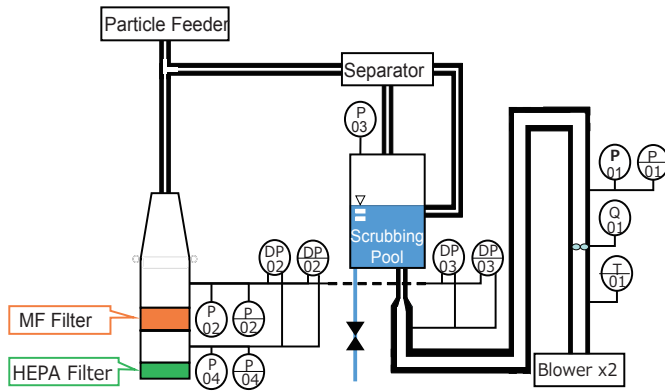 Particle Feeder
Separator
P
03
P
01
P
01
Q
01
T
01
Scrubbing
Pool
DP
02
DP
02
DP
03
DP
03
P
02
P
02
MF Filter
P
04
P
04
HEPA Filter
Blower x2